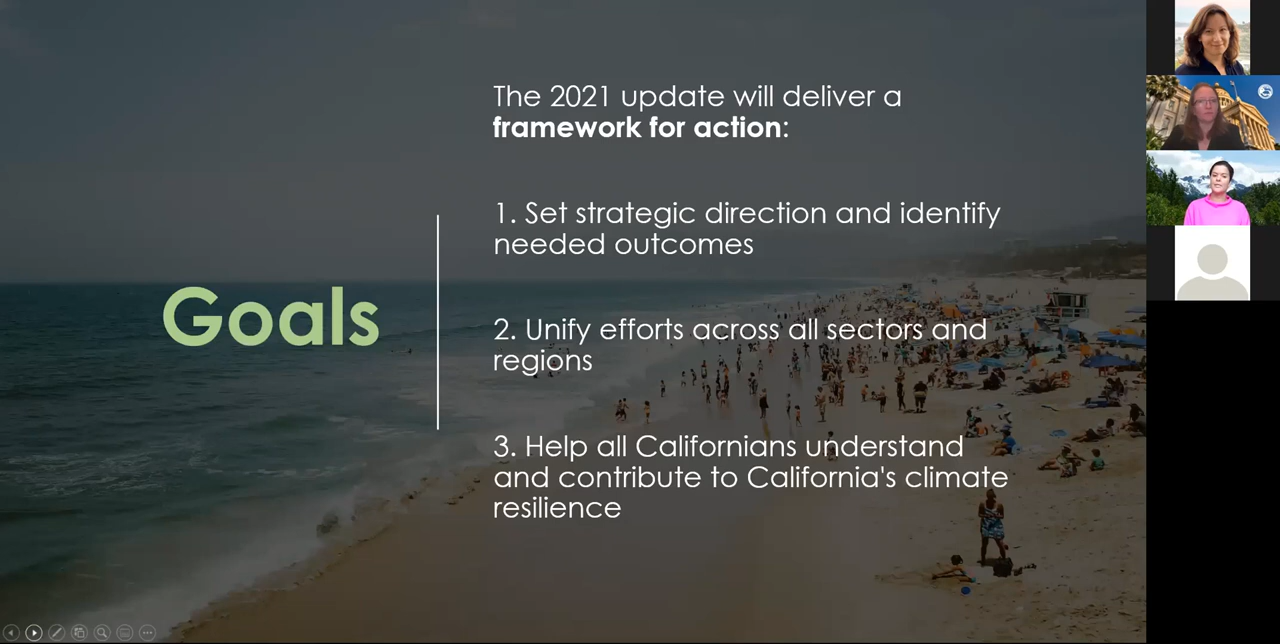 The 2021 update will deliver a
framework for action:
Goals
1. Set strategic direction and identify
needed outcomes
2. Unify efforts across all sectors and
regions
3. Help all Californians understand
and contribute to California's climate
resilience